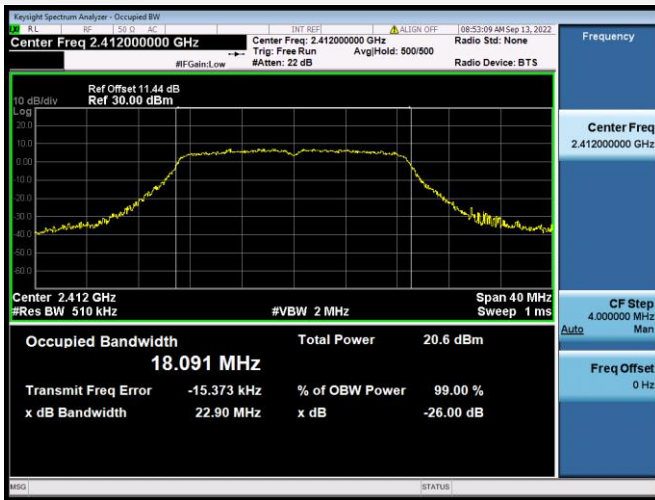 Keysight Spectrum Analyzer - Occupied BW
RL RF 50 Ω AC INT REF ALIGN OFF 08:53:09 AM Sep 13, 2022
Center Freq 2.412000000 GHz
Center Freq: 2.412000000 GHz
Radio Std: None
Trig: Free Run Avg|Hold: 500/500
#IFGain:Low #Atten: 22 dB Radio Device: BTS
Ref Offset 11.44 dB
10 dB/div Ref 30.00 dBm
Log
20.0
10.0
0.00
-10.0
-20.0
-30.0
-40.0
-50.0
-60.0
Center 2.412 GHz Span 40 MHz
#Res BW 510 kHz #VBW 2 MHz Sweep 1 ms
Occupied Bandwidth Total Power 20.6 dBm
18.091 MHz
Transmit Freq Error -15.373 kHz % of OBW Power 99.00 %
x dB Bandwidth 22.90 MHz x dB -26.00 dB
MSG STATUS
Frequency
Center Freq
2.412000000 GHz
CF Step
4.000000 MHz
Auto Man
Freq Offset
0 Hz